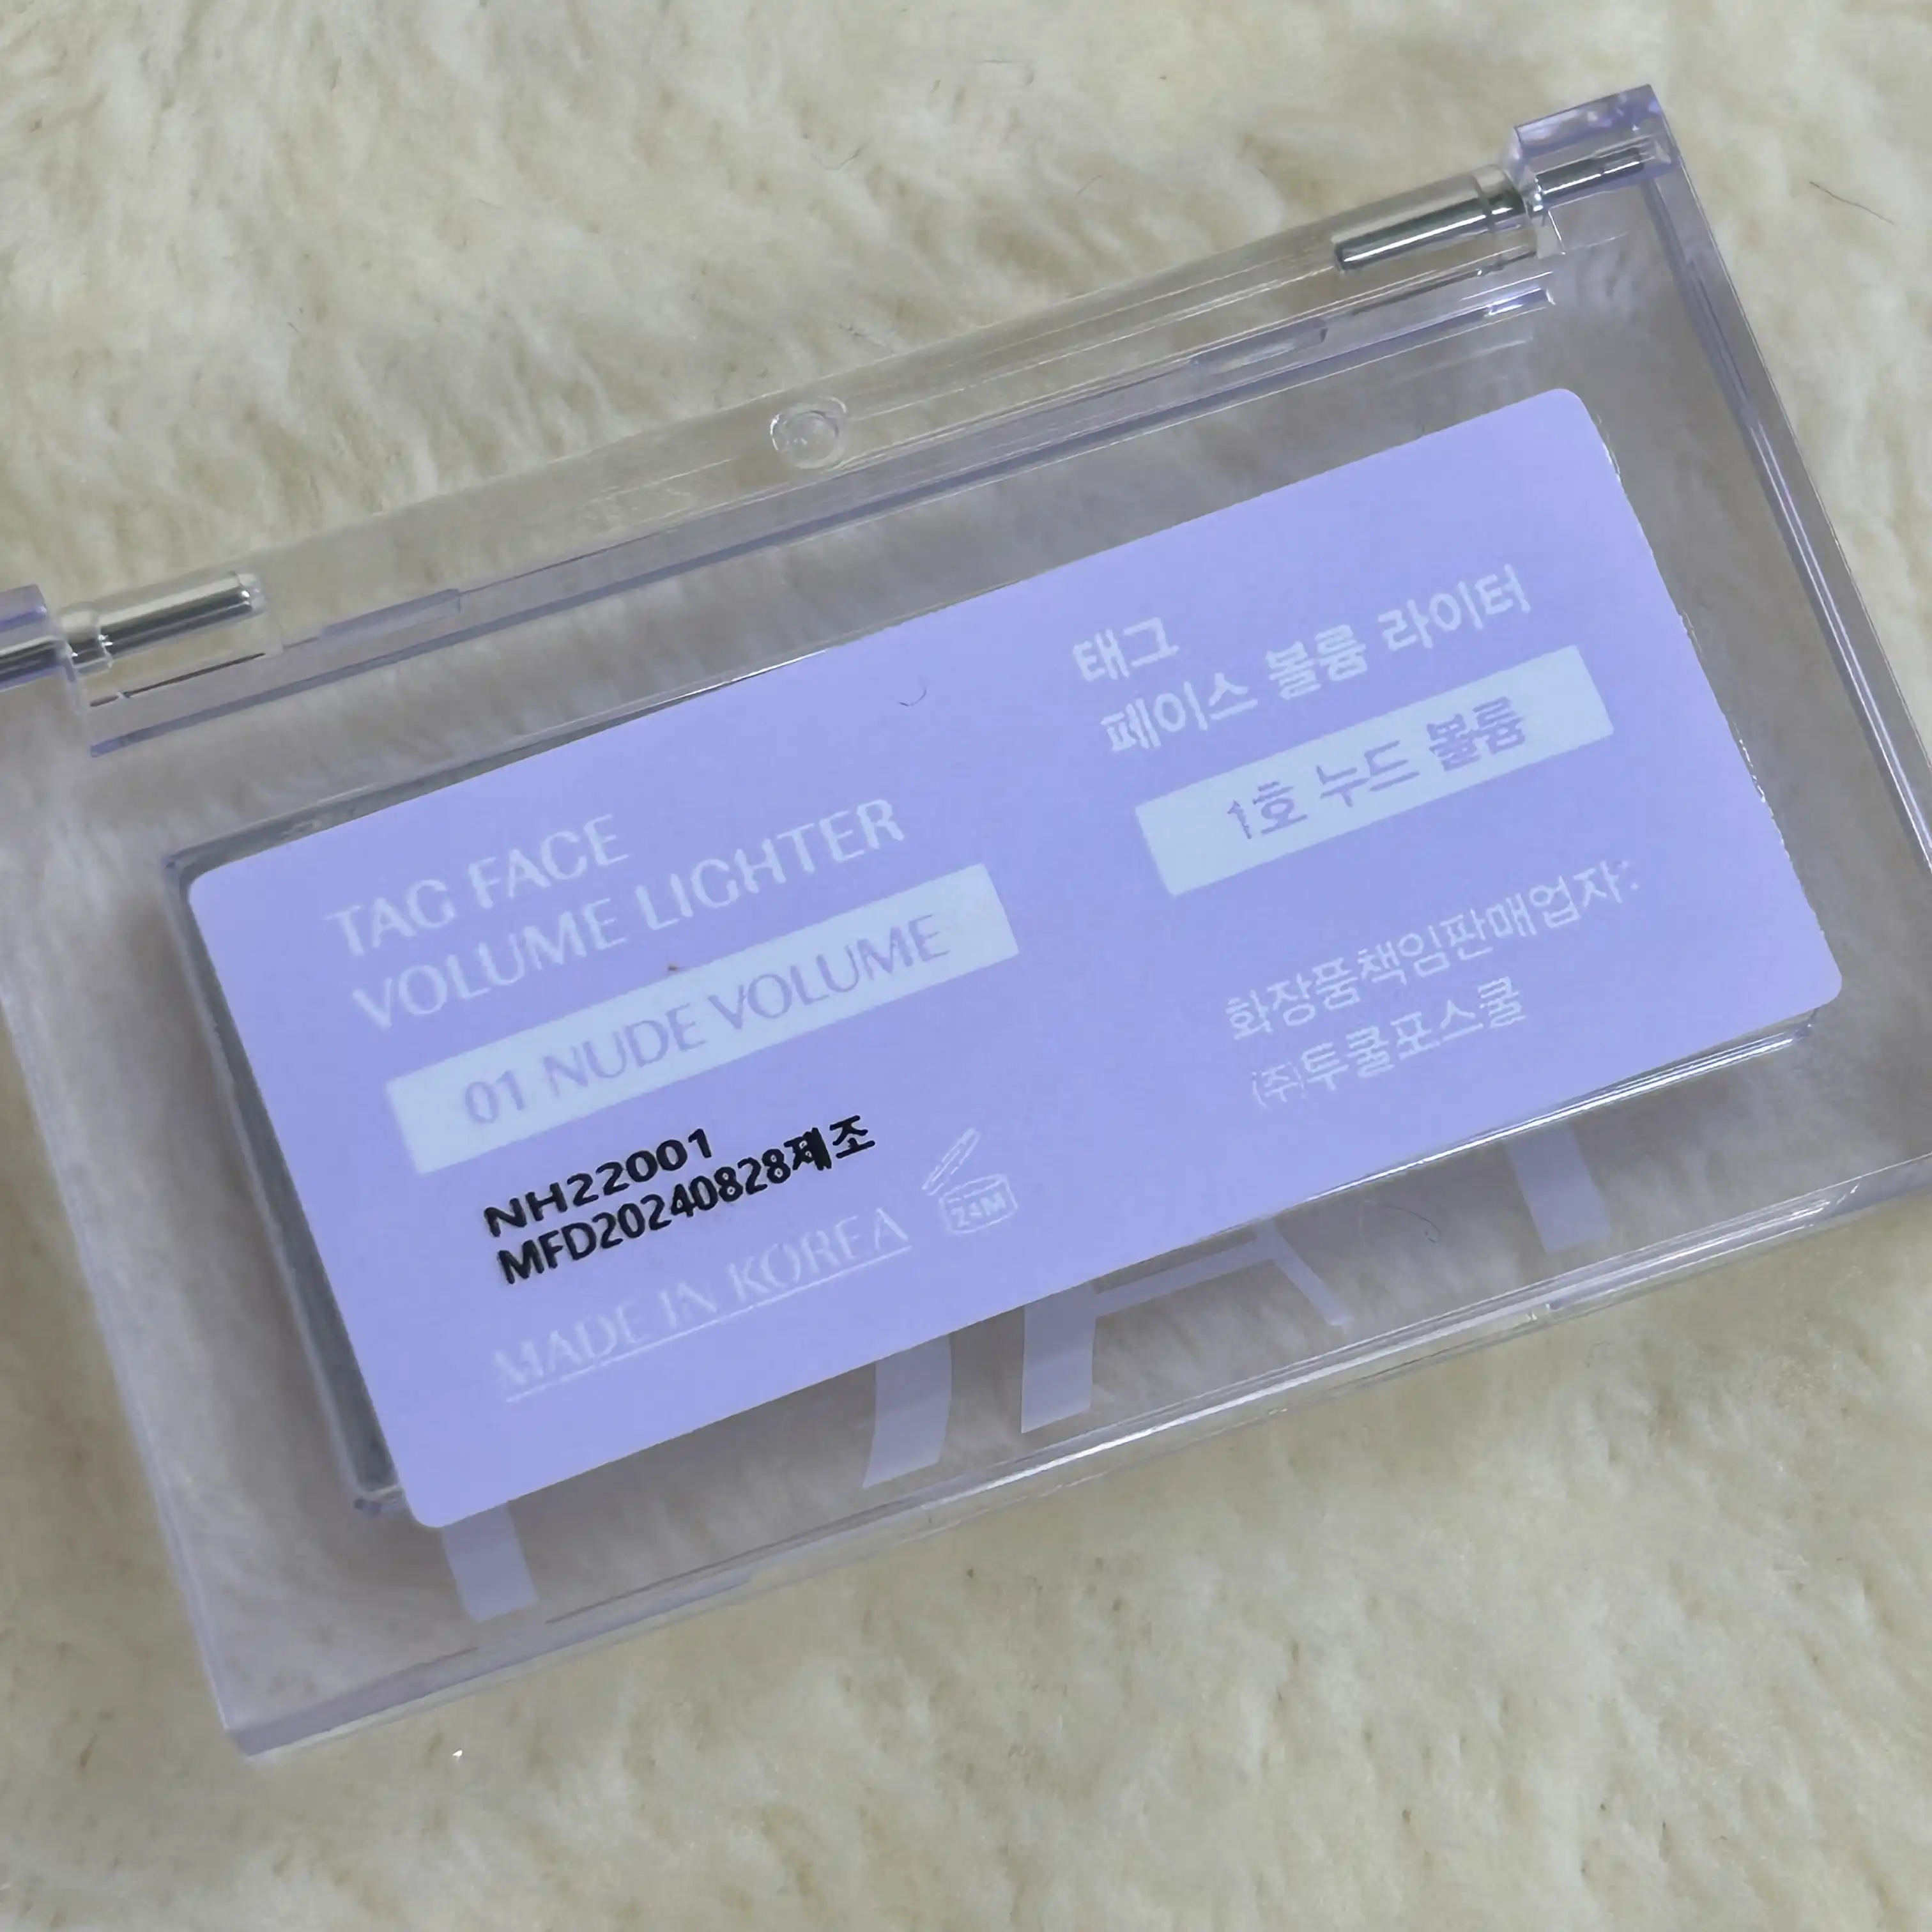 TAG FACE
VOLUME LIGHTER
01 NUDE VOLUME
NH22001
MFD20240828제조
MADE IN KOREA
24M
태그
페이스 볼륨 라이터
1호 누드 볼륨
화장품책임판매업자:
(주)투쿨포스쿨